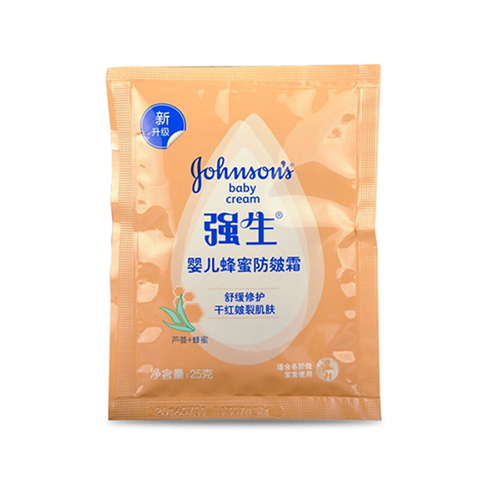 新
升级
Johnson's®
baby
cream
强生®
婴儿蜂蜜防皴霜
舒缓修护
干红皴裂肌肤
芦荟+蜂蜜
净含量:25克
适合各阶段
宝宝使用